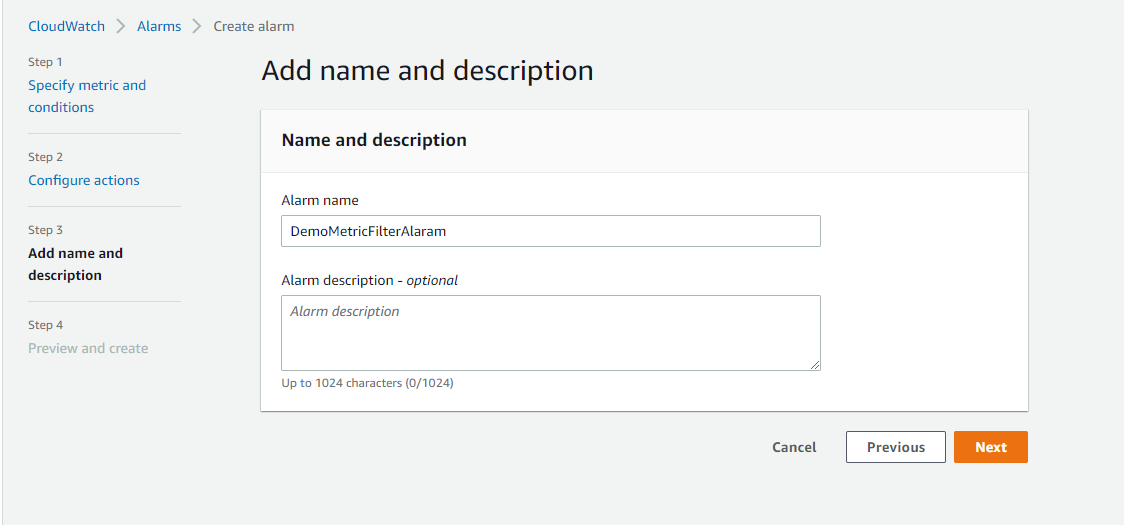 CloudWatch > Alarms > Create alarm
Step 1
Specify metric and
conditions
Step 2
Configure actions
Step 3
Add name and
description
Step 4
Preview and create
Add name and description
Name and description
Alarm name
DemoMetricFilterAlaram
Alarm description - optional
Alarm description
Up to 1024 characters (0/1024)
Cancel Previous Next